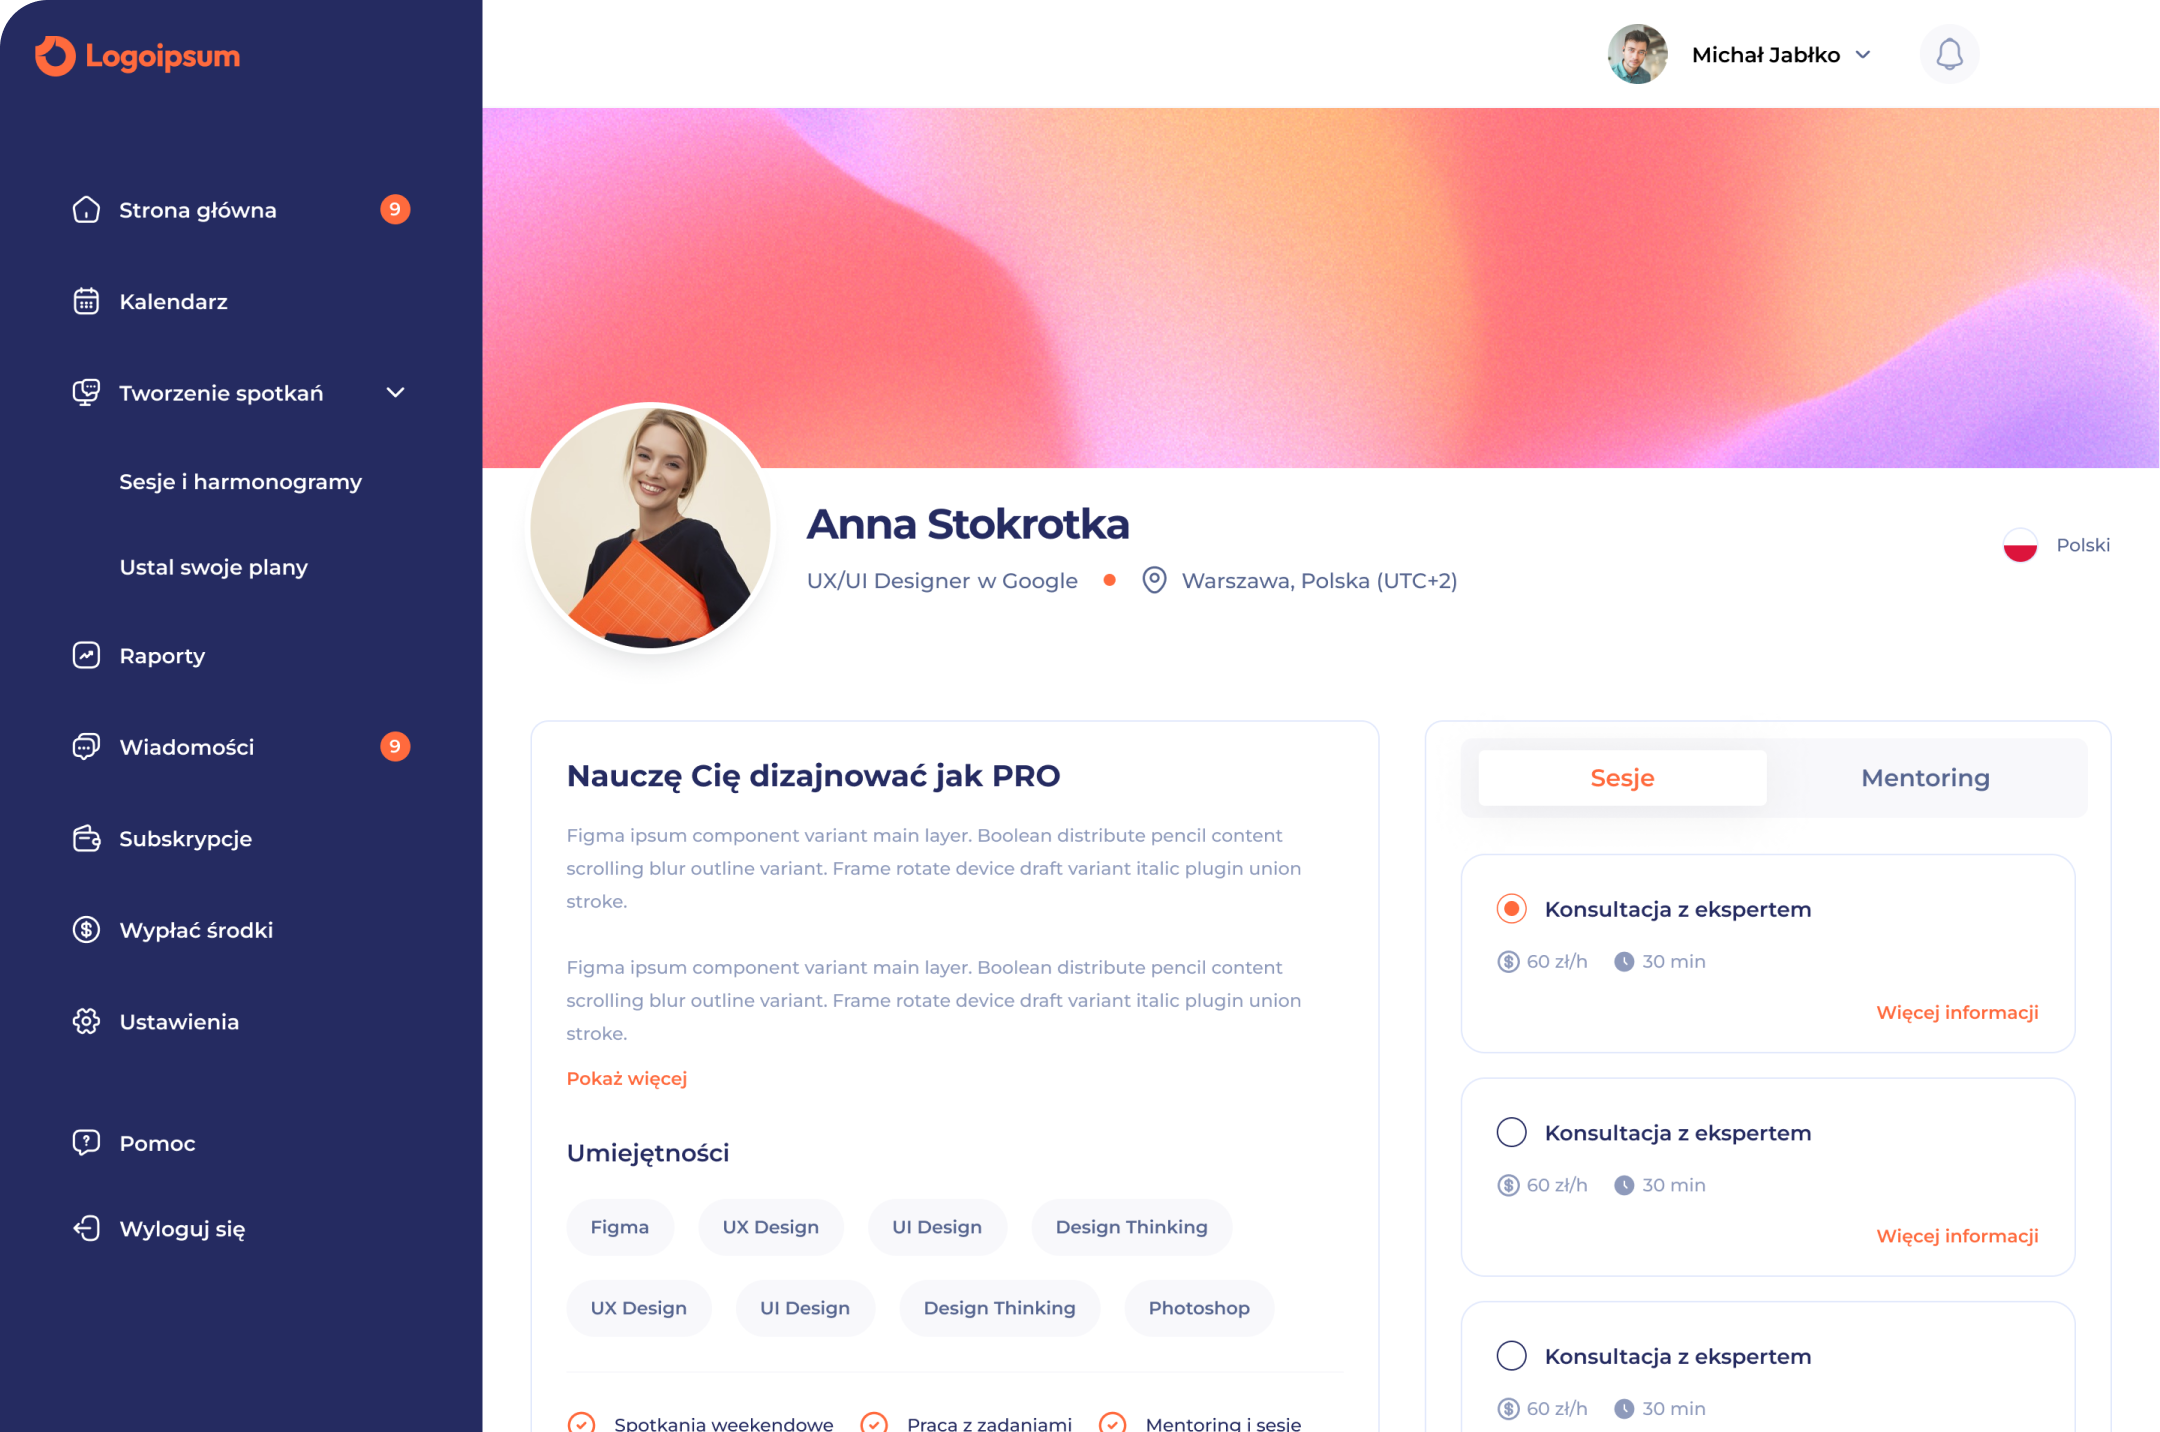 Logoipsum
Strona główna
9
Kalendarz
Tworzenie spotkań
Sesje i harmonogramy
Ustal swoje plany
Raporty
Wiadomości
9
Subskrypcje
Wypłać środki
Ustawienia
Pomoc
Wyloguj się
Michał Jabłko
Anna Stokrotka
UX/UI Designer w Google
Warszawa, Polska (UTC+2)
Polski
Nauczę Cię dizajnować jak PRO
Figma ipsum component variant main layer. Boolean distribute pencil content
scrolling blur outline variant. Frame rotate device draft variant italic plugin union
stroke.
Figma ipsum component variant main layer. Boolean distribute pencil content
scrolling blur outline variant. Frame rotate device draft variant italic plugin union
stroke.
Pokaż więcej
Umiejętności
Figma UX Design UI Design Design Thinking
UX Design UI Design Design Thinking Photoshop
Spotkania weekendowe Praca z zadaniami Mentoring i sesje
Sesje Mentoring
Konsultacja z ekspertem
60 zł/h 30 min
Więcej informacji
Konsultacja z ekspertem
60 zł/h 30 min
Więcej informacji
Konsultacja z ekspertem
60 zł/h 30 min